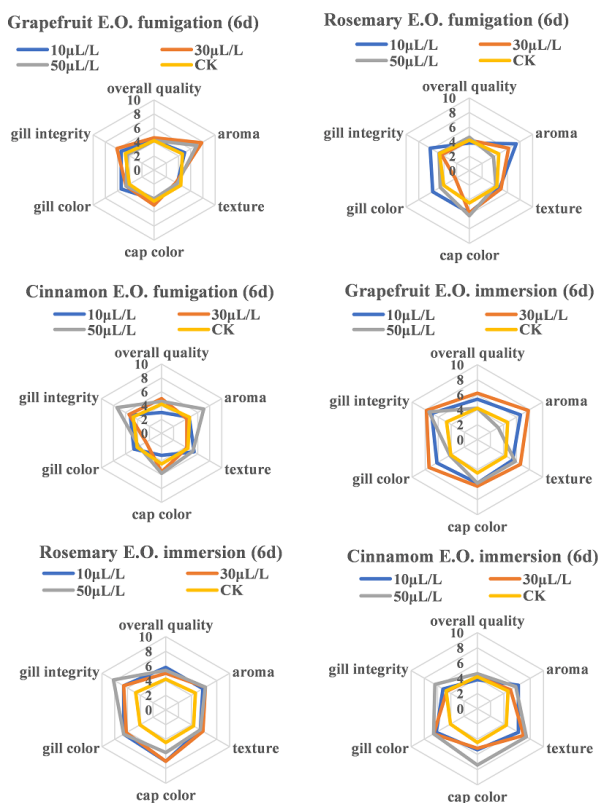 Grapefruit E.O. fumigation (6d)
10µL/L 30µL/L
50µL/L CK
overall quality
10
8
6
4
2
0
gill integrity
aroma
gill color
texture
cap color
Rosemary E.O. fumigation (6d)
10µL/L 30µL/L
50µL/L CK
overall quality
10
8
6
4
2
0
gill integrity
aroma
gill color
texture
cap color
Cinnamon E.O. fumigation (6d)
10µL/L 30µL/L
50µL/L CK
overall quality
10
8
6
4
2
0
gill integrity
aroma
gill color
texture
cap color
Grapefruit E.O. immersion (6d)
10µL/L 30µL/L
50µL/L CK
overall quality
10
8
6
4
2
0
gill integrity
aroma
gill color
texture
cap color
Rosemary E.O. immersion (6d)
10µL/L 30µL/L
50µL/L CK
overall quality
10
8
6
4
2
0
gill integrity
aroma
gill color
texture
cap color
Cinnamom E.O. immersion (6d)
10µL/L 30µL/L
50µL/L CK
overall quality
10
8
6
4
2
0
gill integrity
aroma
gill color
texture
cap color